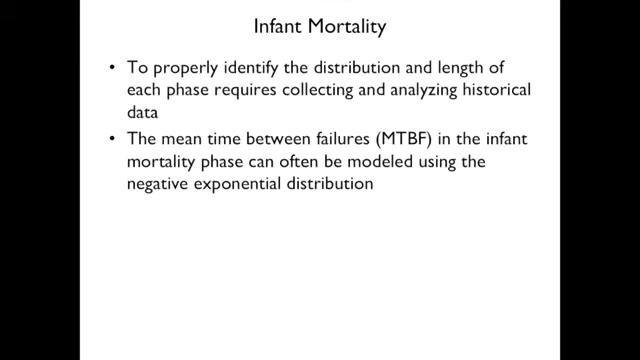 Infant Mortality
• To properly identify the distribution and length of
each phase requires collecting and analyzing historical
data
• The mean time between failures (MTBF) in the infant
mortality phase can often be modeled using the
negative exponential distribution